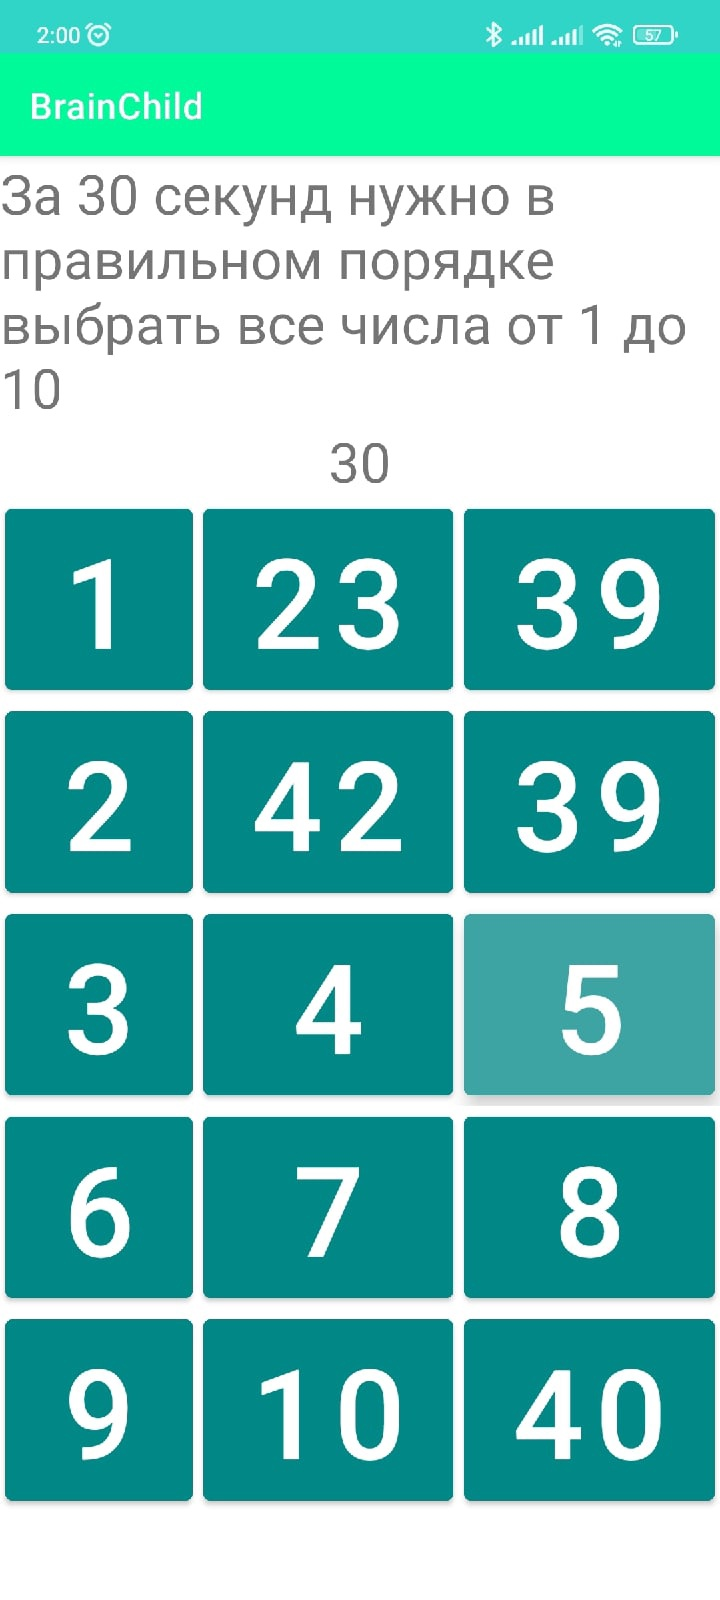 2:00 57
BrainChild
За 30 секунд нужно в
правильном порядке
выбрать все числа от 1 до
10
30
1 23 39
2 42 39
3 4 5
6 7 8
9 10 40